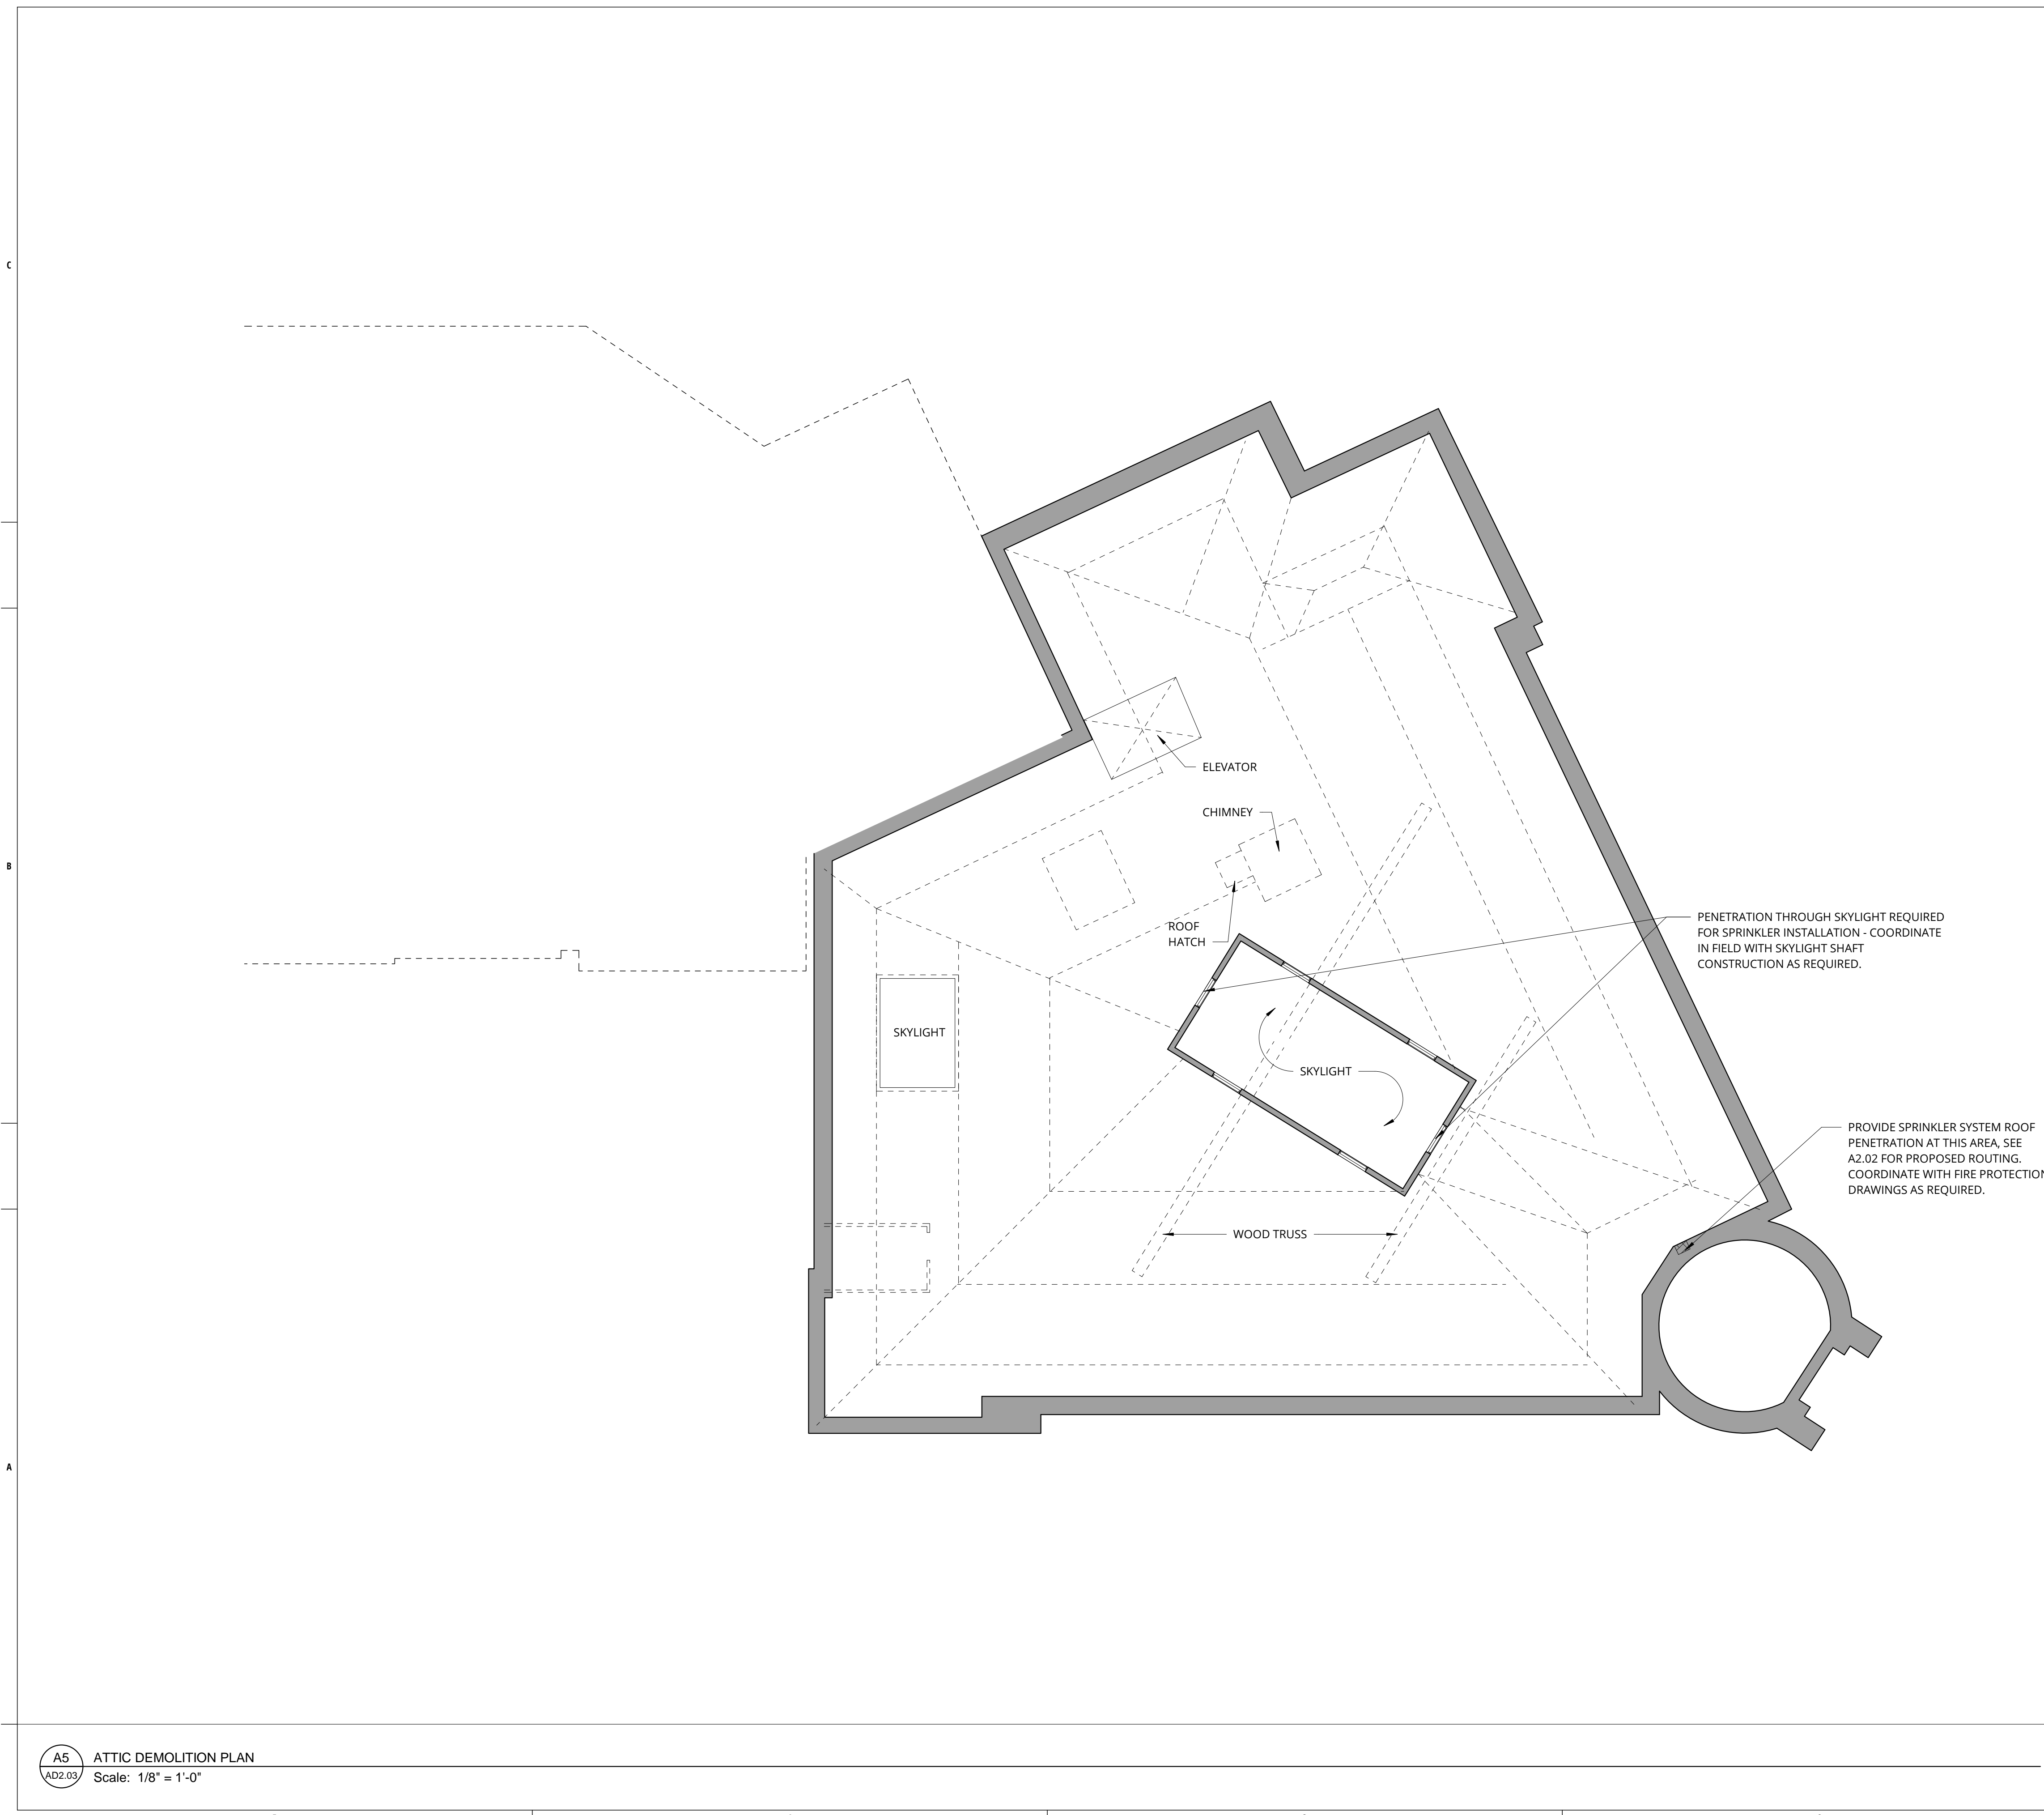 C
B
A
ELEVATOR
CHIMNEY
ROOF
HATCH
PENETRATION THROUGH SKYLIGHT REQUIRED
FOR SPRINKLER INSTALLATION - COORDINATE
IN FIELD WITH SKYLIGHT SHAFT
CONSTRUCTION AS REQUIRED.
SKYLIGHT
SKYLIGHT
PROVIDE SPRINKLER SYSTEM ROOF
PENETRATION AT THIS AREA, SEE
A2.02 FOR PROPOSED ROUTING.
COORDINATE WITH FIRE PROTECTION
DRAWINGS AS REQUIRED.
WOOD TRUSS
A5
AD2.03
ATTIC DEMOLITION PLAN
Scale: 1/8" = 1'-0"